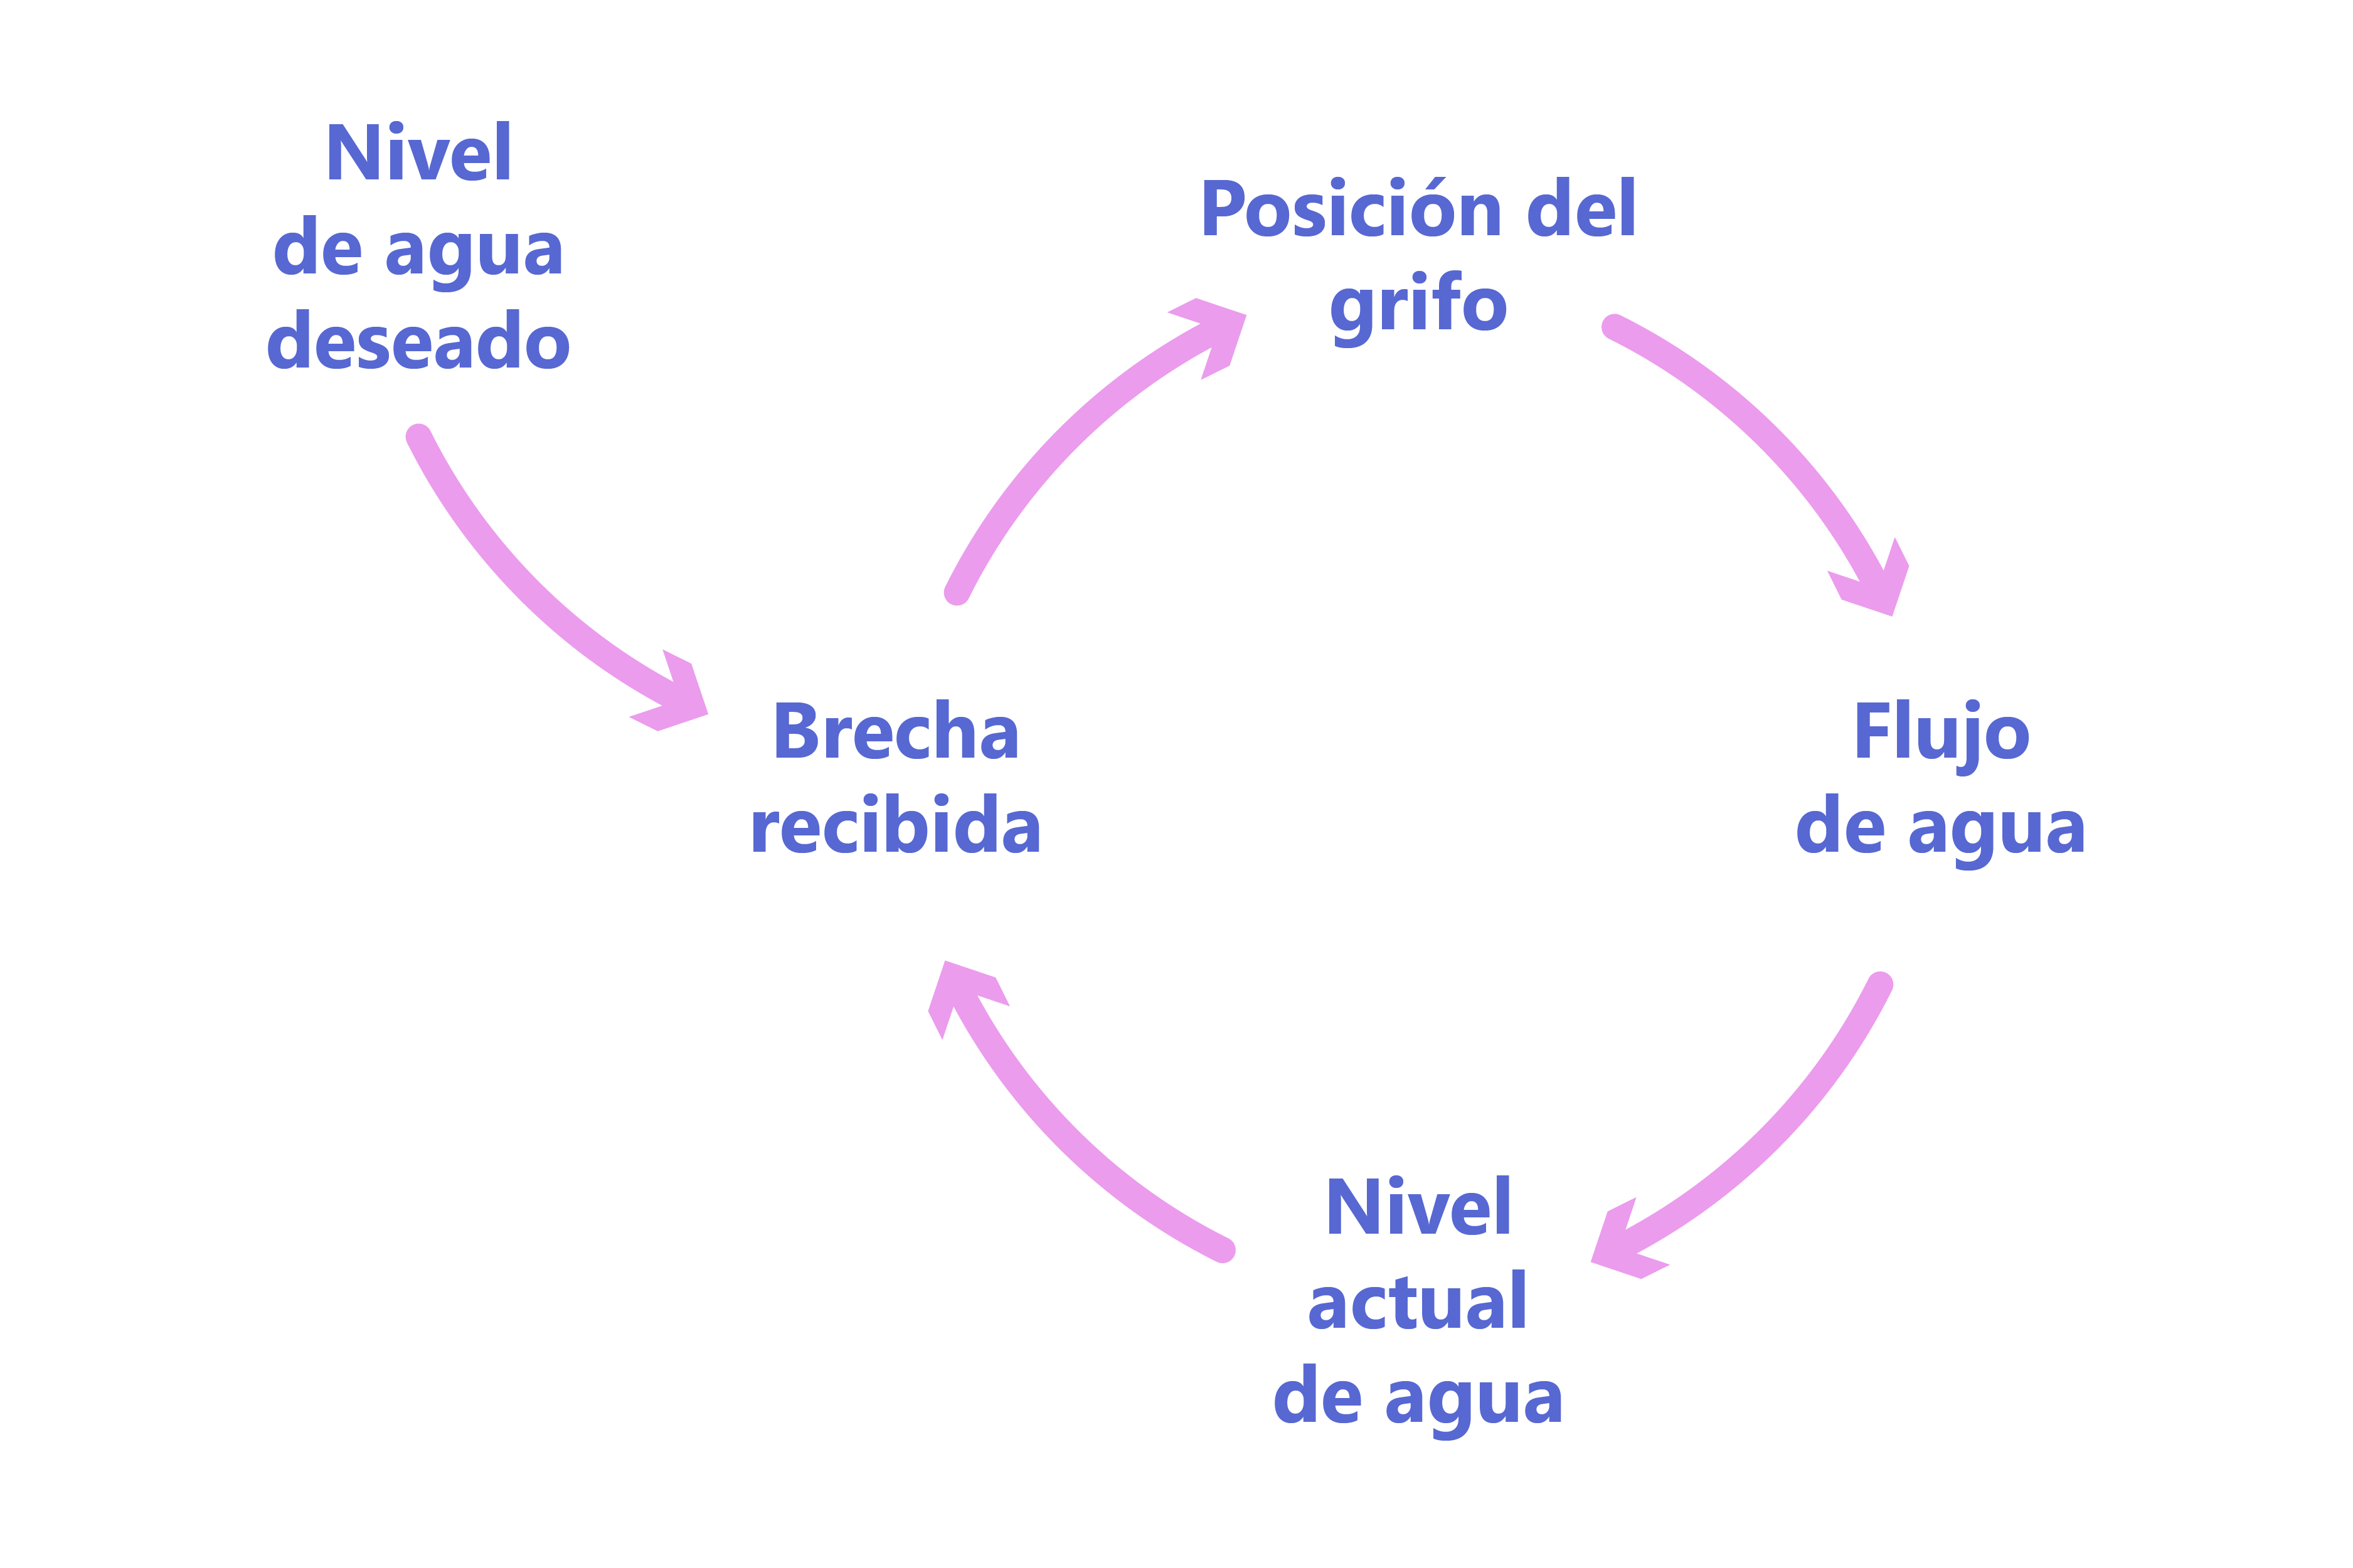 Nivel
de agua
deseado
Posición del
grifo
Brecha
recibida
Flujo
de agua
Nivel
actual
de agua